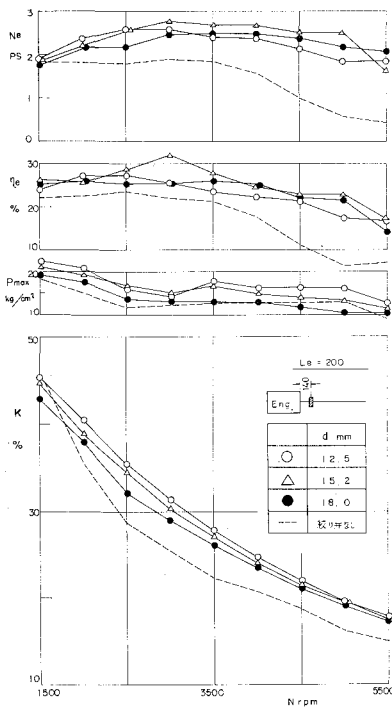 Ne
PS
3
2
1
0
ηe
%
30
20
10
Pmax
kg/cm²
20
10
K
%
50
30
10
Le = 200
140
Eng.
d mm
12.5
15.2
18.0
絞り弁なし
1500
3500
5500
N rpm